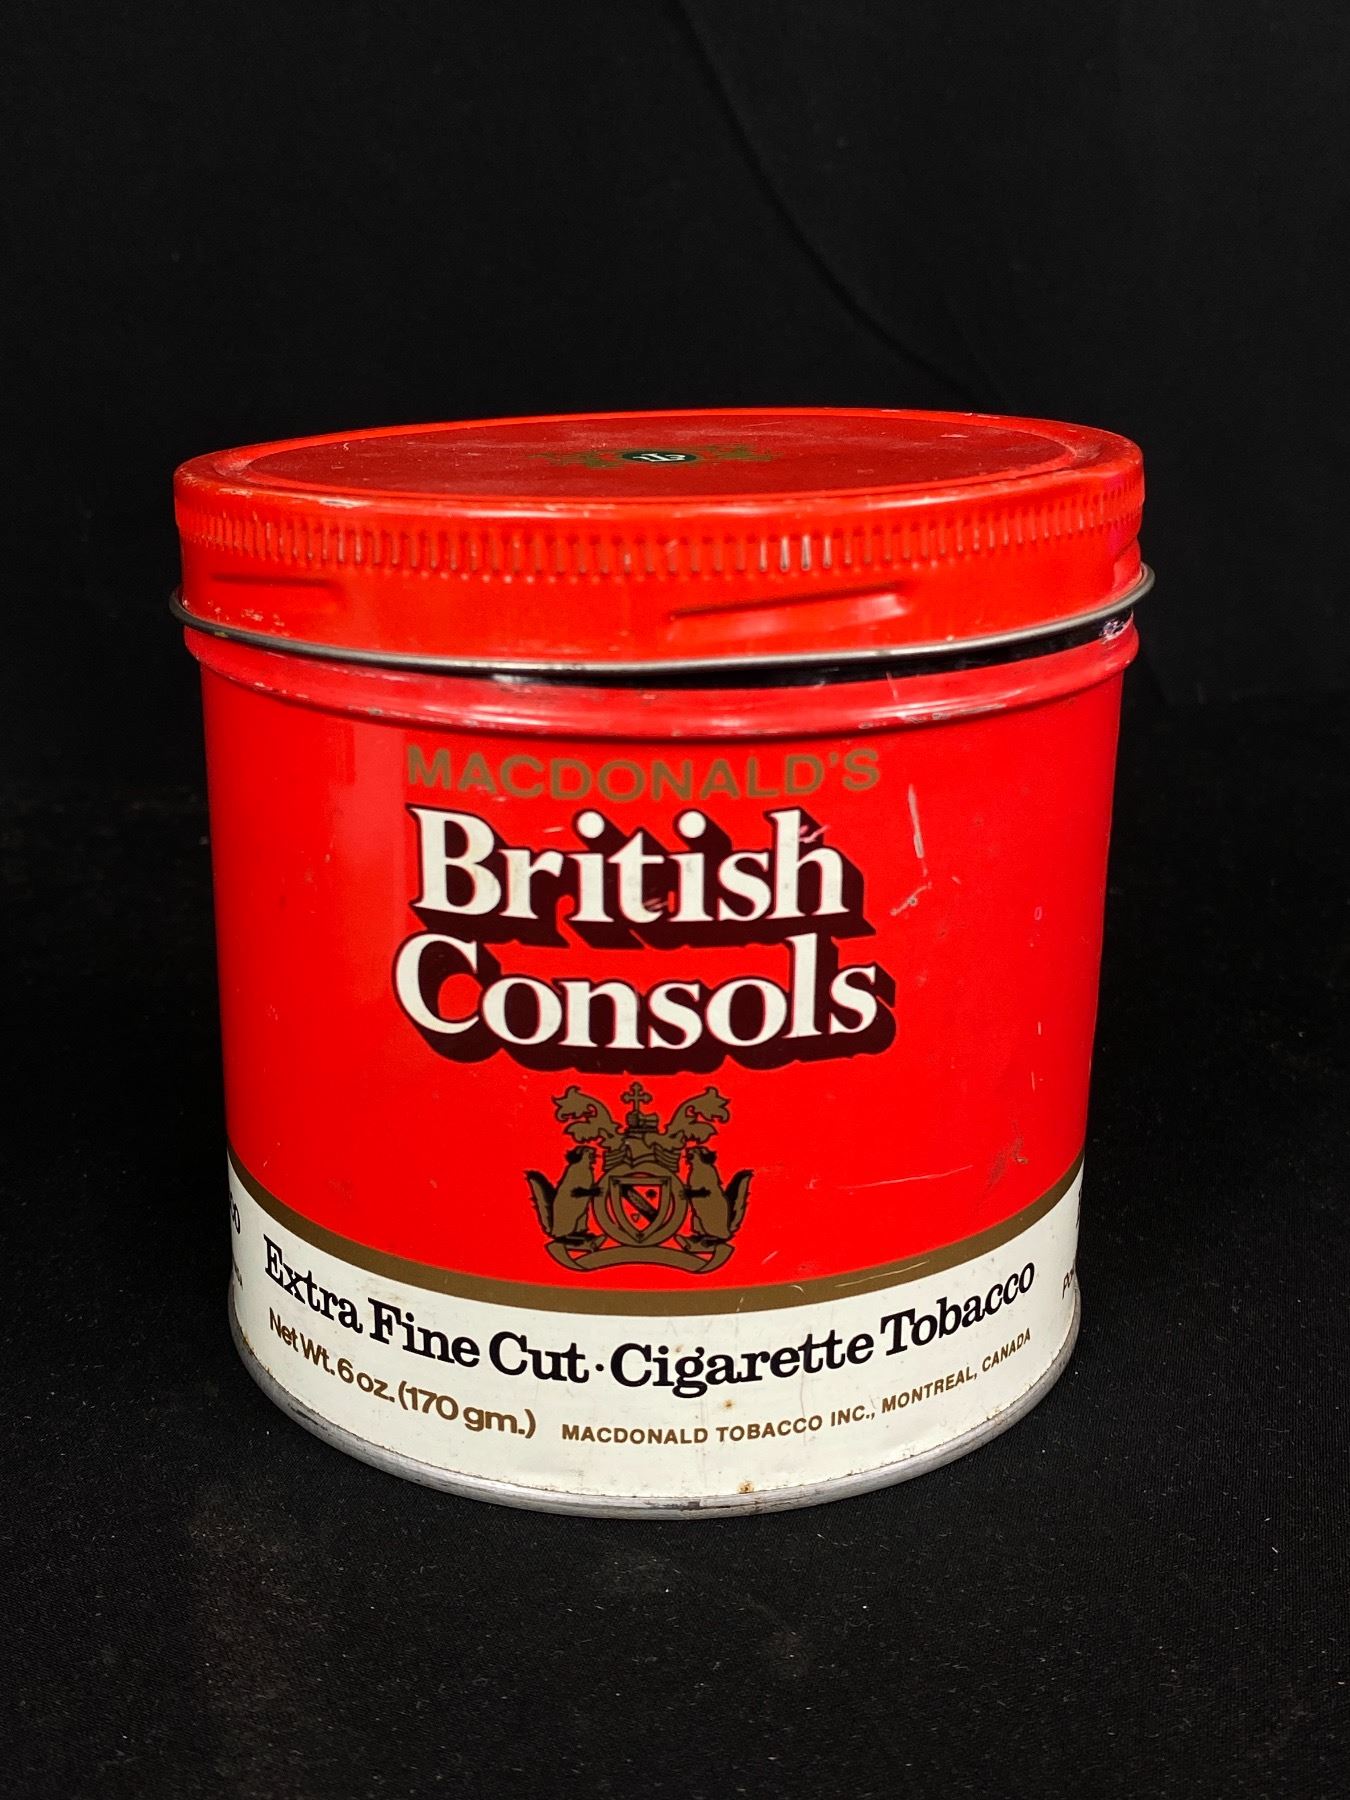 MACDONALD'S
British
Consols
Extra Fine Cut·Cigarette Tobacco
Net Wt. 6 oz. (170 gm.) MACDONALD TOBACCO INC., MONTREAL, CANADA